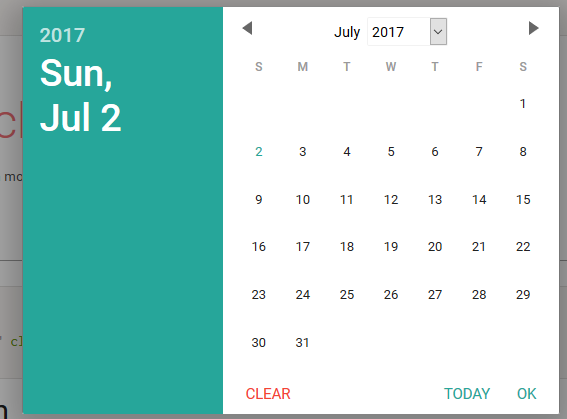 2017
Sun,
Jul 2
July 2017
S M T W T F S
1
2 3 4 5 6 7 8
9 10 11 12 13 14 15
16 17 18 19 20 21 22
23 24 25 26 27 28 29
30 31
CLEAR TODAY OK
mo
cl